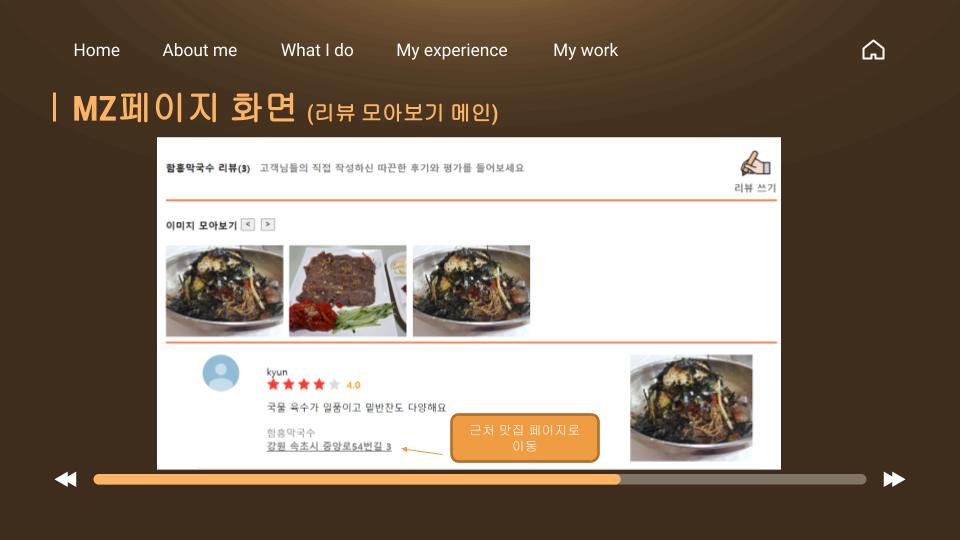 Home About me What I do My experience My work
MZ페이지 화면 (리뷰 모아보기 메인)
함흥막국수 리뷰(3) 고객님들의 직접 작성하신 따끈한 후기와 평가를 들어보세요
리뷰 쓰기
이미지 모아보기 < >
kyun
4.0
국물 육수가 일품이고 밑반찬도 다양해요
함흥막국수
강원 속초시 중앙로54번길 3
근처 맛집 페이지로
이동